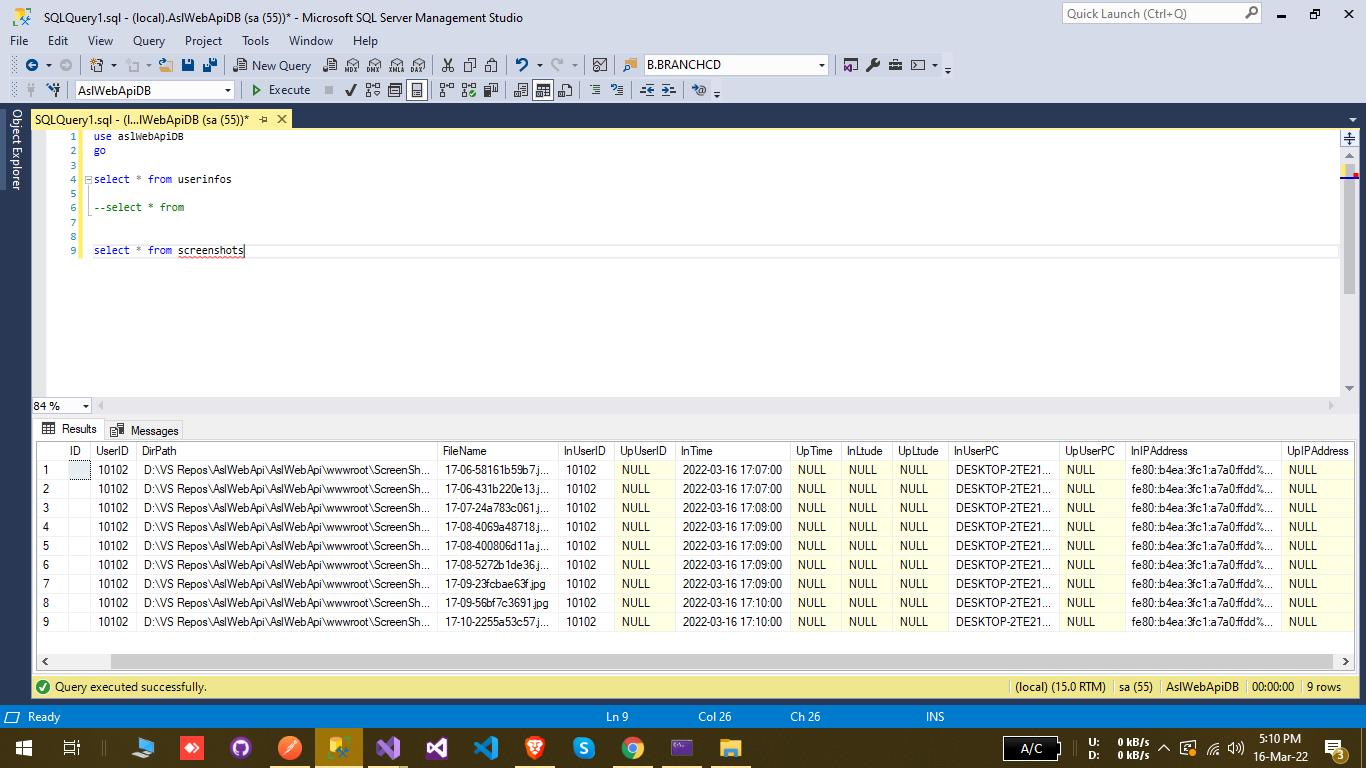 SQLQuery1.sql - (local).AslWebApiDB (sa (55))* - Microsoft SQL Server Management Studio
Quick Launch (Ctrl+Q)
File Edit View Query Project Tools Window Help
New Query MDX DMX XMLA DAX B.BRANCHCD
AslWebApiDB Execute
Object Explorer
SQLQuery1.sql - (l...lWebApiDB (sa (55))*
1 use aslWebApiDB
2 go
3
4 select * from userinfos
5
6 --select * from
7
8
9 select * from screenshots
84 %
Results Messages
ID UserID DirPath FileName InUserID UpUserID InTime UpTime InLtude UpLtude InUserPC UpUserPC InIPAddress UpIPAddress
1 10102 D:\VS Repos\AslWebApi\AslWebApi\wwwroot\ScreenSh... 17-06-58161b59b7.j... 10102 NULL 2022-03-16 17:07:00 NULL NULL NULL DESKTOP-2TE21... NULL fe80::b4ea:3fc1:a7a0:ffdd%... NULL
2 10102 D:\VS Repos\AslWebApi\AslWebApi\wwwroot\ScreenSh... 17-06-431b220e13.j... 10102 NULL 2022-03-16 17:07:00 NULL NULL NULL DESKTOP-2TE21... NULL fe80::b4ea:3fc1:a7a0:ffdd%... NULL
3 10102 D:\VS Repos\AslWebApi\AslWebApi\wwwroot\ScreenSh... 17-07-24a783c061.j... 10102 NULL 2022-03-16 17:08:00 NULL NULL NULL DESKTOP-2TE21... NULL fe80::b4ea:3fc1:a7a0:ffdd%... NULL
4 10102 D:\VS Repos\AslWebApi\AslWebApi\wwwroot\ScreenSh... 17-08-4069a48718.j... 10102 NULL 2022-03-16 17:09:00 NULL NULL NULL DESKTOP-2TE21... NULL fe80::b4ea:3fc1:a7a0:ffdd%... NULL
5 10102 D:\VS Repos\AslWebApi\AslWebApi\wwwroot\ScreenSh... 17-08-400806d11a.j... 10102 NULL 2022-03-16 17:09:00 NULL NULL NULL DESKTOP-2TE21... NULL fe80::b4ea:3fc1:a7a0:ffdd%... NULL
6 10102 D:\VS Repos\AslWebApi\AslWebApi\wwwroot\ScreenSh... 17-08-5272b1de36.j... 10102 NULL 2022-03-16 17:09:00 NULL NULL NULL DESKTOP-2TE21... NULL fe80::b4ea:3fc1:a7a0:ffdd%... NULL
7 10102 D:\VS Repos\AslWebApi\AslWebApi\wwwroot\ScreenSh... 17-09-23fcbae63f.jpg 10102 NULL 2022-03-16 17:09:00 NULL NULL NULL DESKTOP-2TE21... NULL fe80::b4ea:3fc1:a7a0:ffdd%... NULL
8 10102 D:\VS Repos\AslWebApi\AslWebApi\wwwroot\ScreenSh... 17-09-56bf7c3691.jpg 10102 NULL 2022-03-16 17:10:00 NULL NULL NULL DESKTOP-2TE21... NULL fe80::b4ea:3fc1:a7a0:ffdd%... NULL
9 10102 D:\VS Repos\AslWebApi\AslWebApi\wwwroot\ScreenSh... 17-10-2255a53c57.j... 10102 NULL 2022-03-16 17:10:00 NULL NULL NULL DESKTOP-2TE21... NULL fe80::b4ea:3fc1:a7a0:ffdd%... NULL
Query executed successfully. (local) (15.0 RTM) sa (55) AslWebApiDB 00:00:00 9 rows
Ready Ln 9 Col 26 Ch 26 INS
A/C
U: 0 kB/s
D: 0 kB/s
5:10 PM
16-Mar-22
3